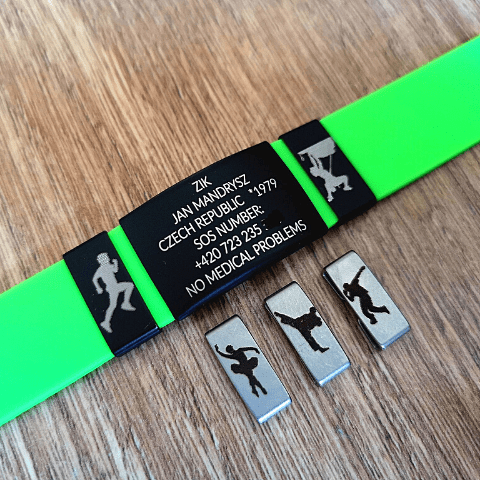 ZIK
JAN MANDRYSZ
CZECH REPUBLIC *1979
SOS NUMBER:
+420 723 235
NO MEDICAL PROBLEMS